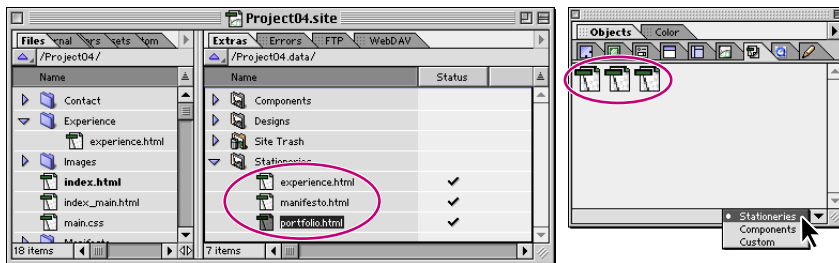 Project04.site
Files
Extras Errors FTP WebDAV
/Project04/
/Project04.data/
Name
Name Status
Contact
Experience
experience.html
Images
index.html
index_main.html
main.css
18 items
Components
Designs
Site Trash
Stationeries
experience.html
manifesto.html
portfolio.html
7 items
Objects Color
Stationeries
Components
Custom